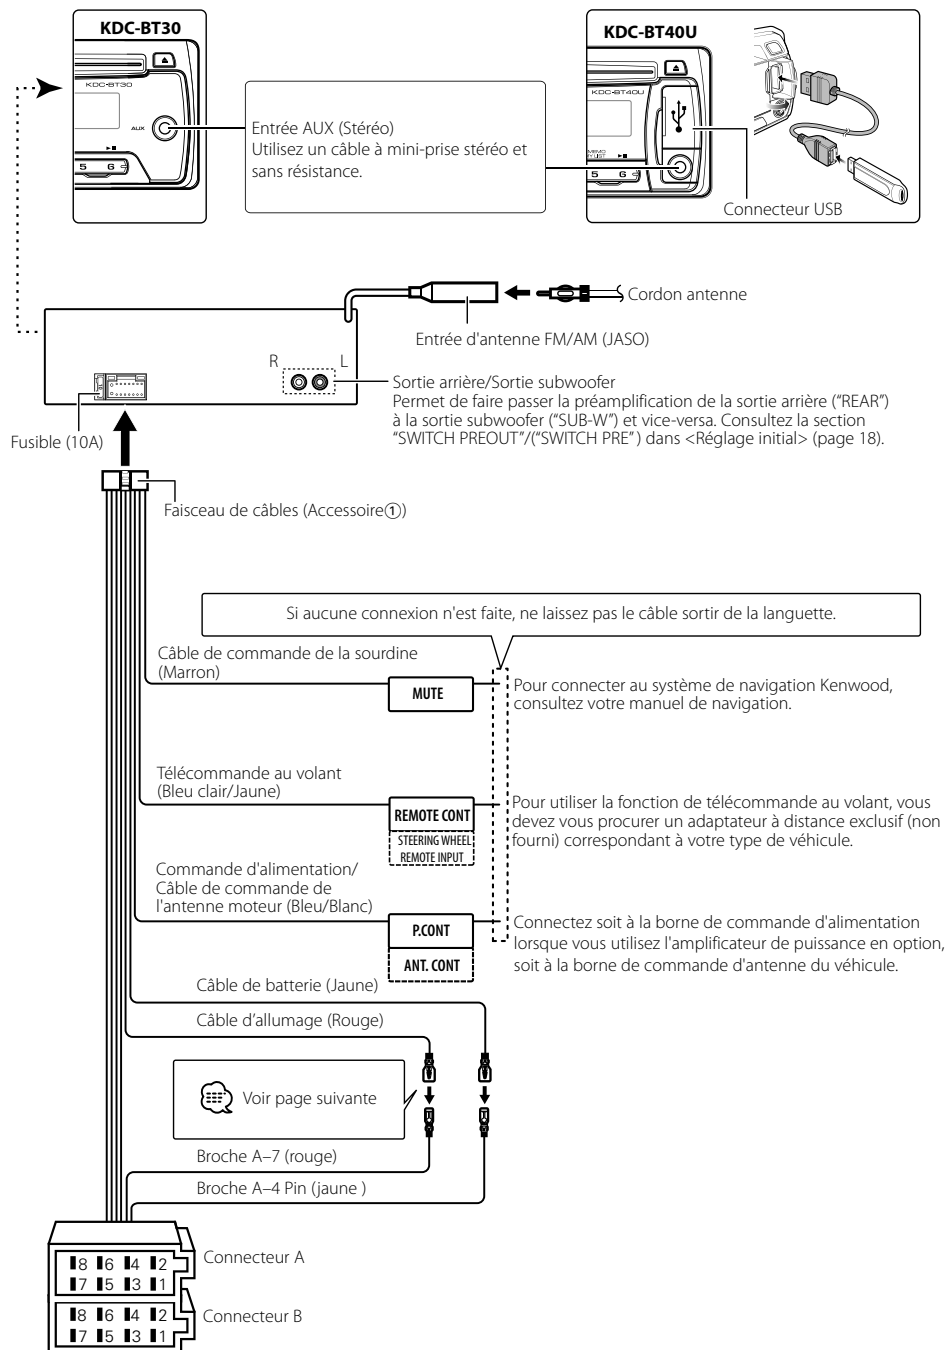 KDC-BT30
KDC-BT30
AUX
5 6
Entrée AUX (Stéréo)
Utilisez un câble à mini-prise stéréo et
sans résistance.
KDC-BT40U
KDC-BT40U
5 6
Connecteur USB
Cordon antenne
Entrée d'antenne FM/AM (JASO)
R L
Fusible (10A)
Sortie arrière/Sortie subwoofer
Permet de faire passer la préamplification de la sortie arrière ("REAR")
à la sortie subwoofer ("SUB-W") et vice-versa. Consultez la section
"SWITCH PREOUT"/("SWITCH PRE" ) dans <Réglage initial> (page 18).
Faisceau de câbles (Accessoire①)
Si aucune connexion n'est faite, ne laissez pas le câble sortir de la languette.
Câble de commande de la sourdine
(Marron)
MUTE
Pour connecter au système de navigation Kenwood,
consultez votre manuel de navigation.
Télécommande au volant
(Bleu clair/Jaune)
REMOTE CONT
STEERING WHEEL
REMOTE INPUT
Pour utiliser la fonction de télécommande au volant, vous
devez vous procurer un adaptateur à distance exclusif (non
fourni) correspondant à votre type de véhicule.
Commande d'alimentation/
Câble de commande de
l'antenne moteur (Bleu/Blanc)
P.CONT
ANT. CONT
Connectez soit à la borne de commande d'alimentation
lorsque vous utilisez l'amplificateur de puissance en option,
soit à la borne de commande d'antenne du véhicule.
Câble de batterie (Jaune)
Câble d'allumage (Rouge)
Voir page suivante
Broche A–7 (rouge)
Broche A–4 Pin (jaune )
8 6 4 2
7 5 3 1
Connecteur A
8 6 4 2
7 5 3 1
Connecteur B